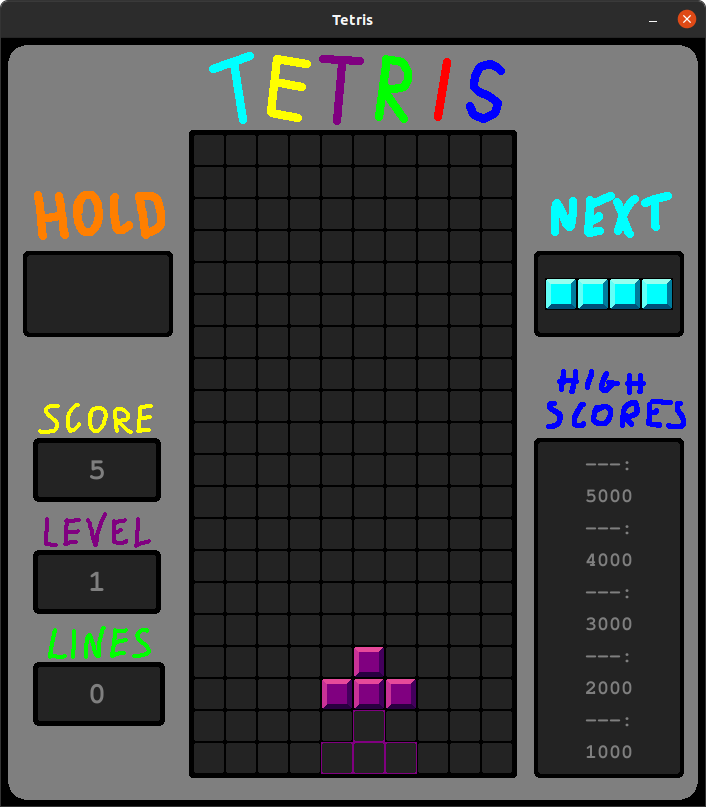 Tetris
TETRIS
HOLD
NEXT
HIGH
SCORES
SCORE
5
LEVEL
1
LINES
0
---:
5000
---:
4000
---:
3000
---:
2000
---:
1000